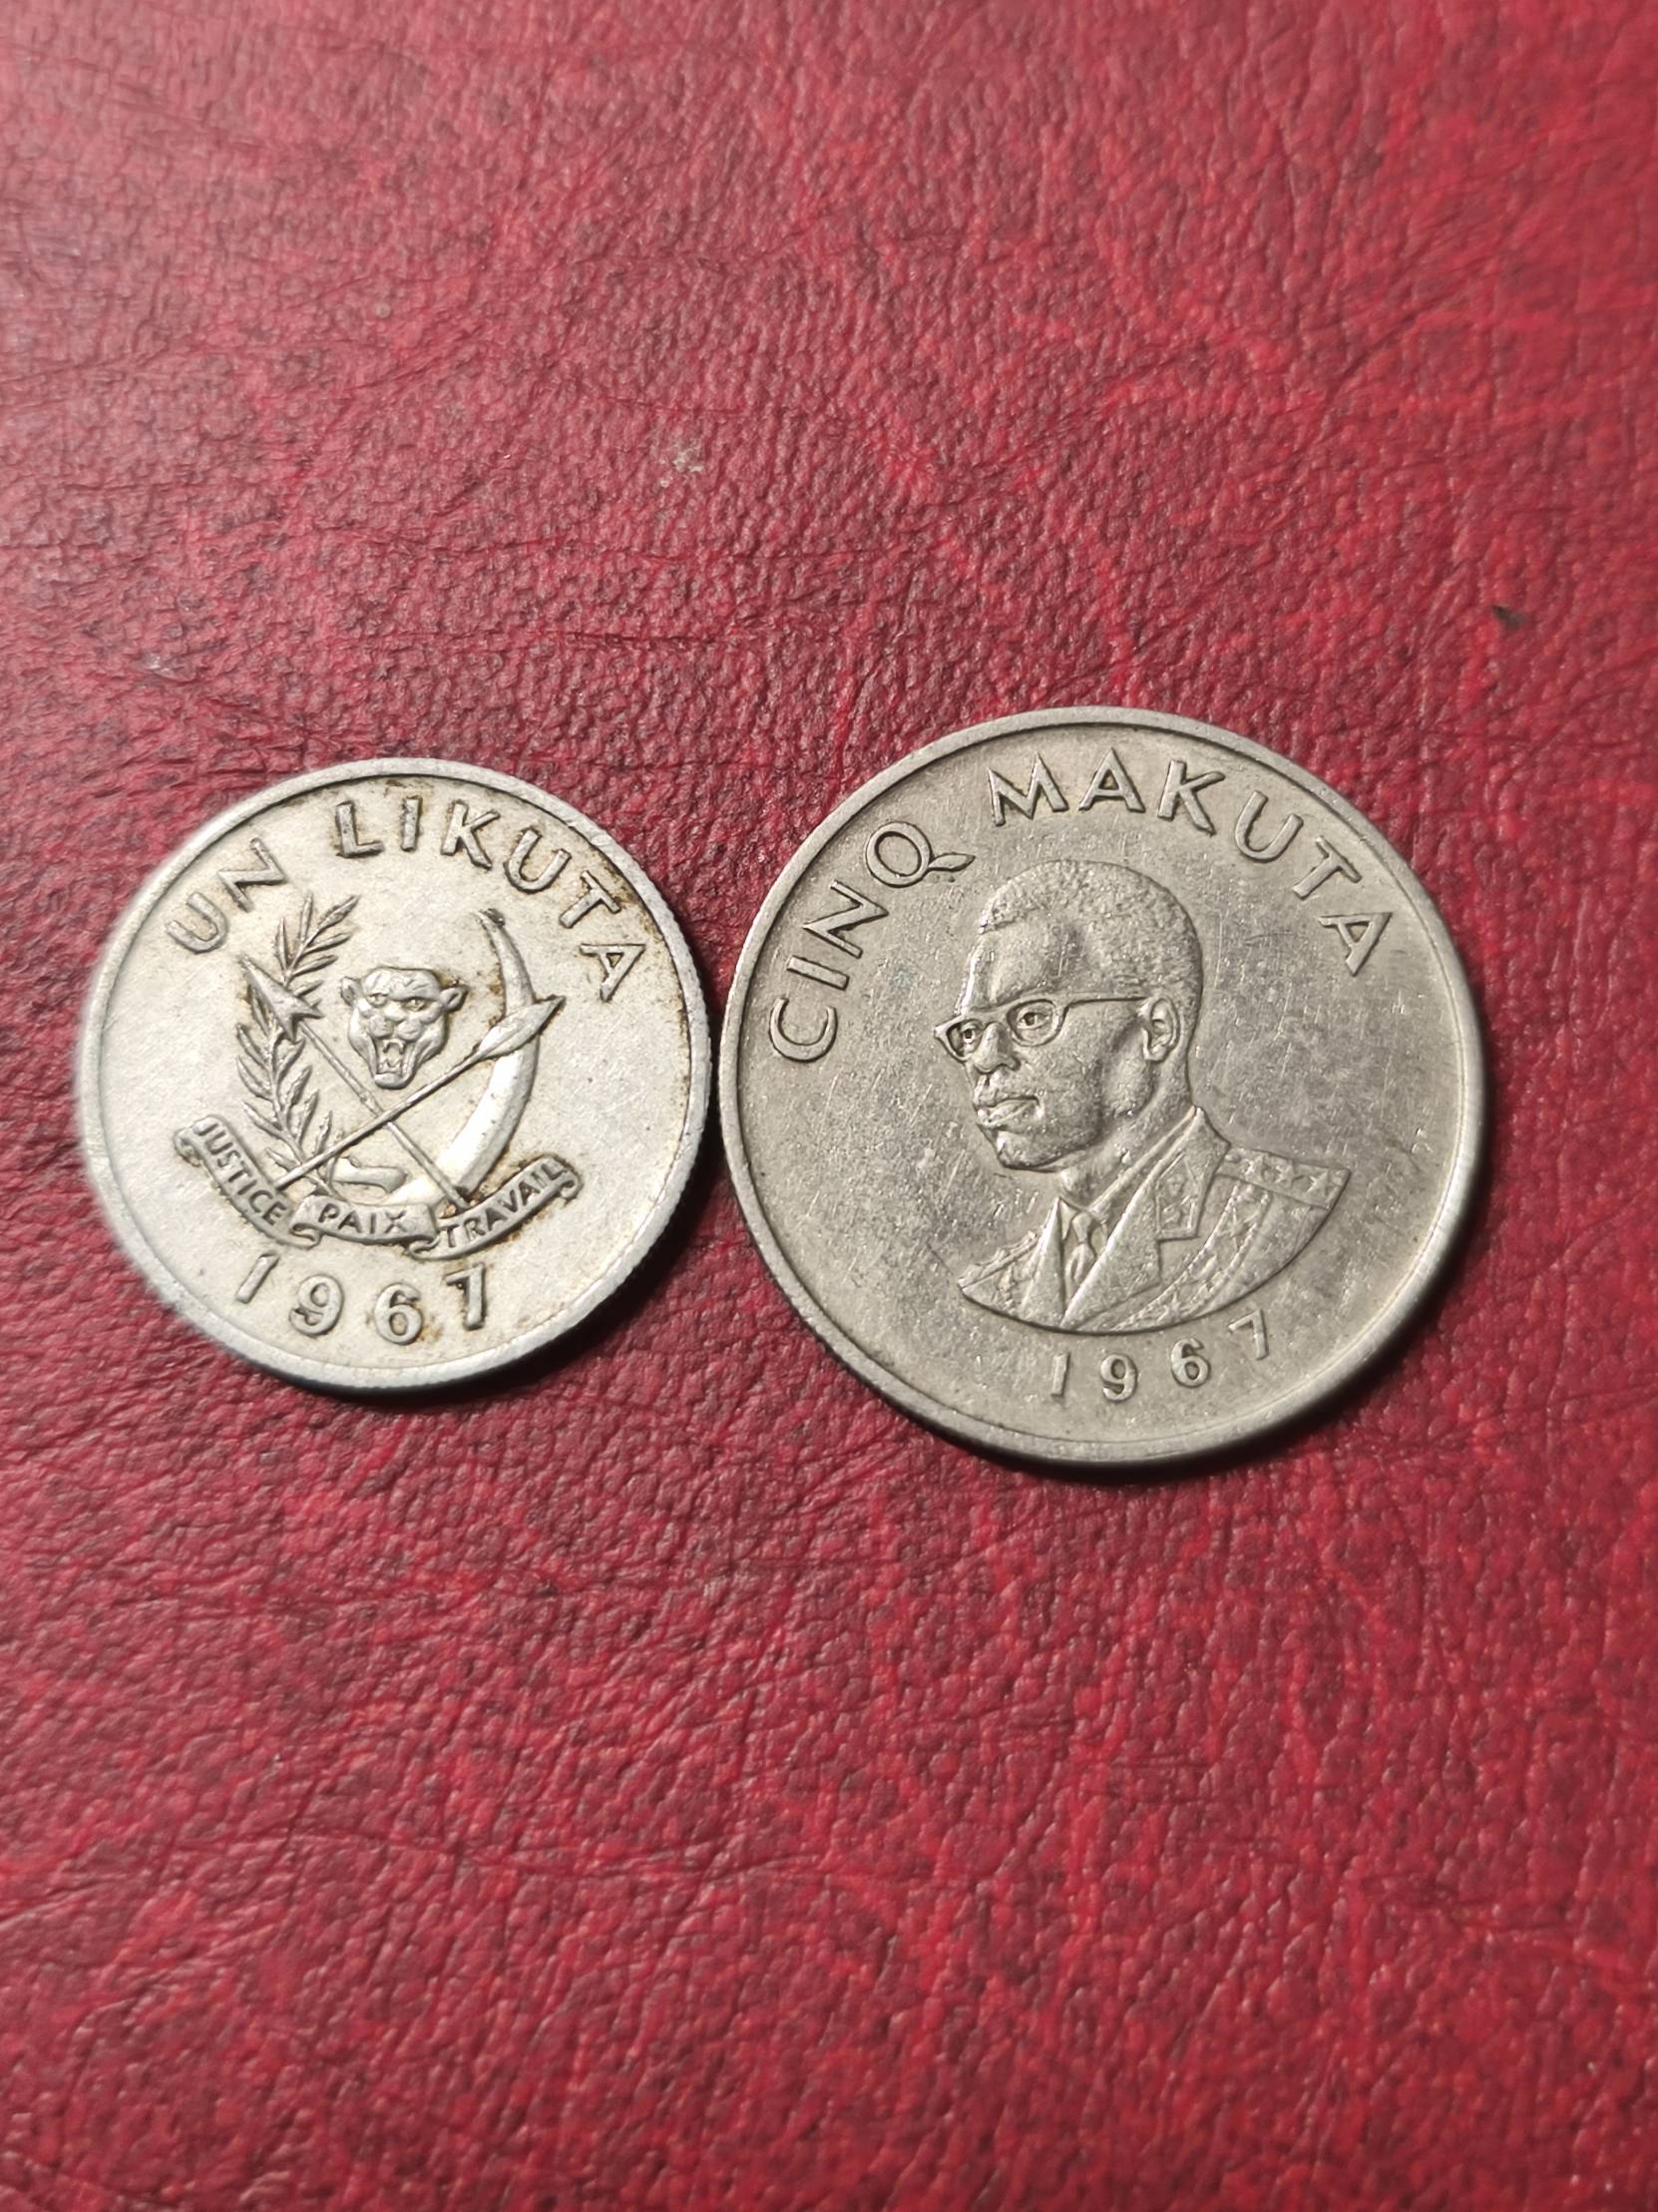 UN LIKUTA
JUSTICE PAIX TRAVAIL
1967
CINQ MAKUTA
1967